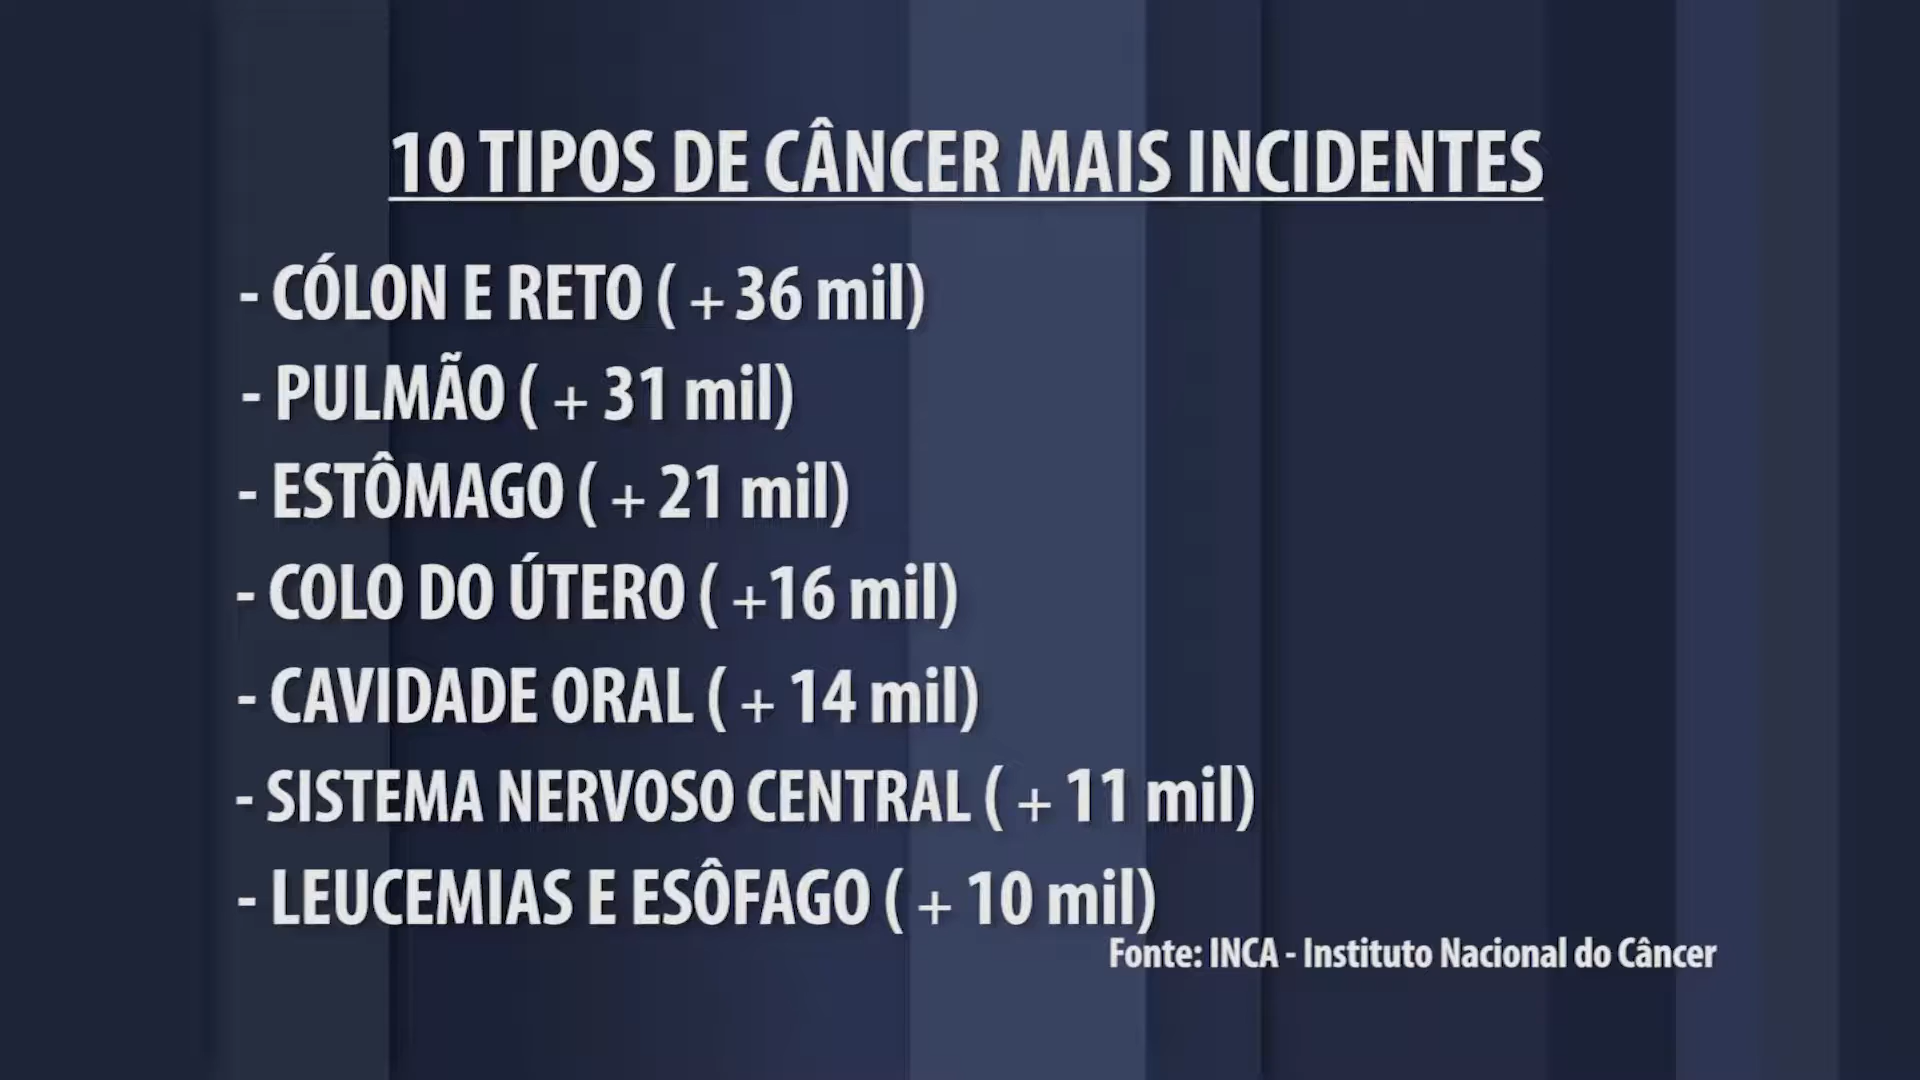 10 TIPOS DE CÂNCER MAIS INCIDENTES
- CÓLON E RETO ( + 36 mil)
- PULMÃO ( + 31 mil)
- ESTÔMAGO ( + 21 mil)
- COLO DO ÚTERO ( +16 mil)
- CAVIDADE ORAL ( + 14 mil)
- SISTEMA NERVOSO CENTRAL ( + 11 mil)
- LEUCEMIAS E ESÔFAGO ( + 10 mil)
Fonte: INCA - Instituto Nacional do Câncer